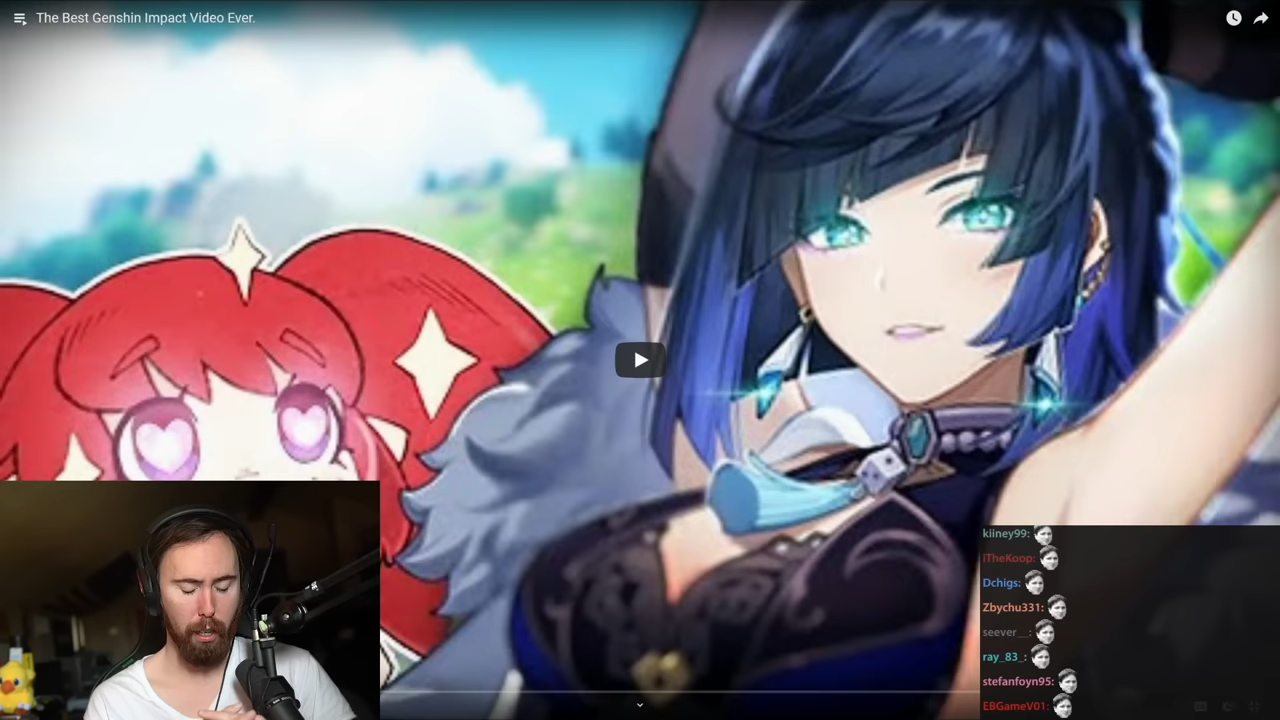 The Best Genshin Impact Video Ever.
kiiney99:
iTheKoop:
Dchigs:
Zbychu331:
seever__:
ray_83_:
stefanfoyn95:
EBGameV01: